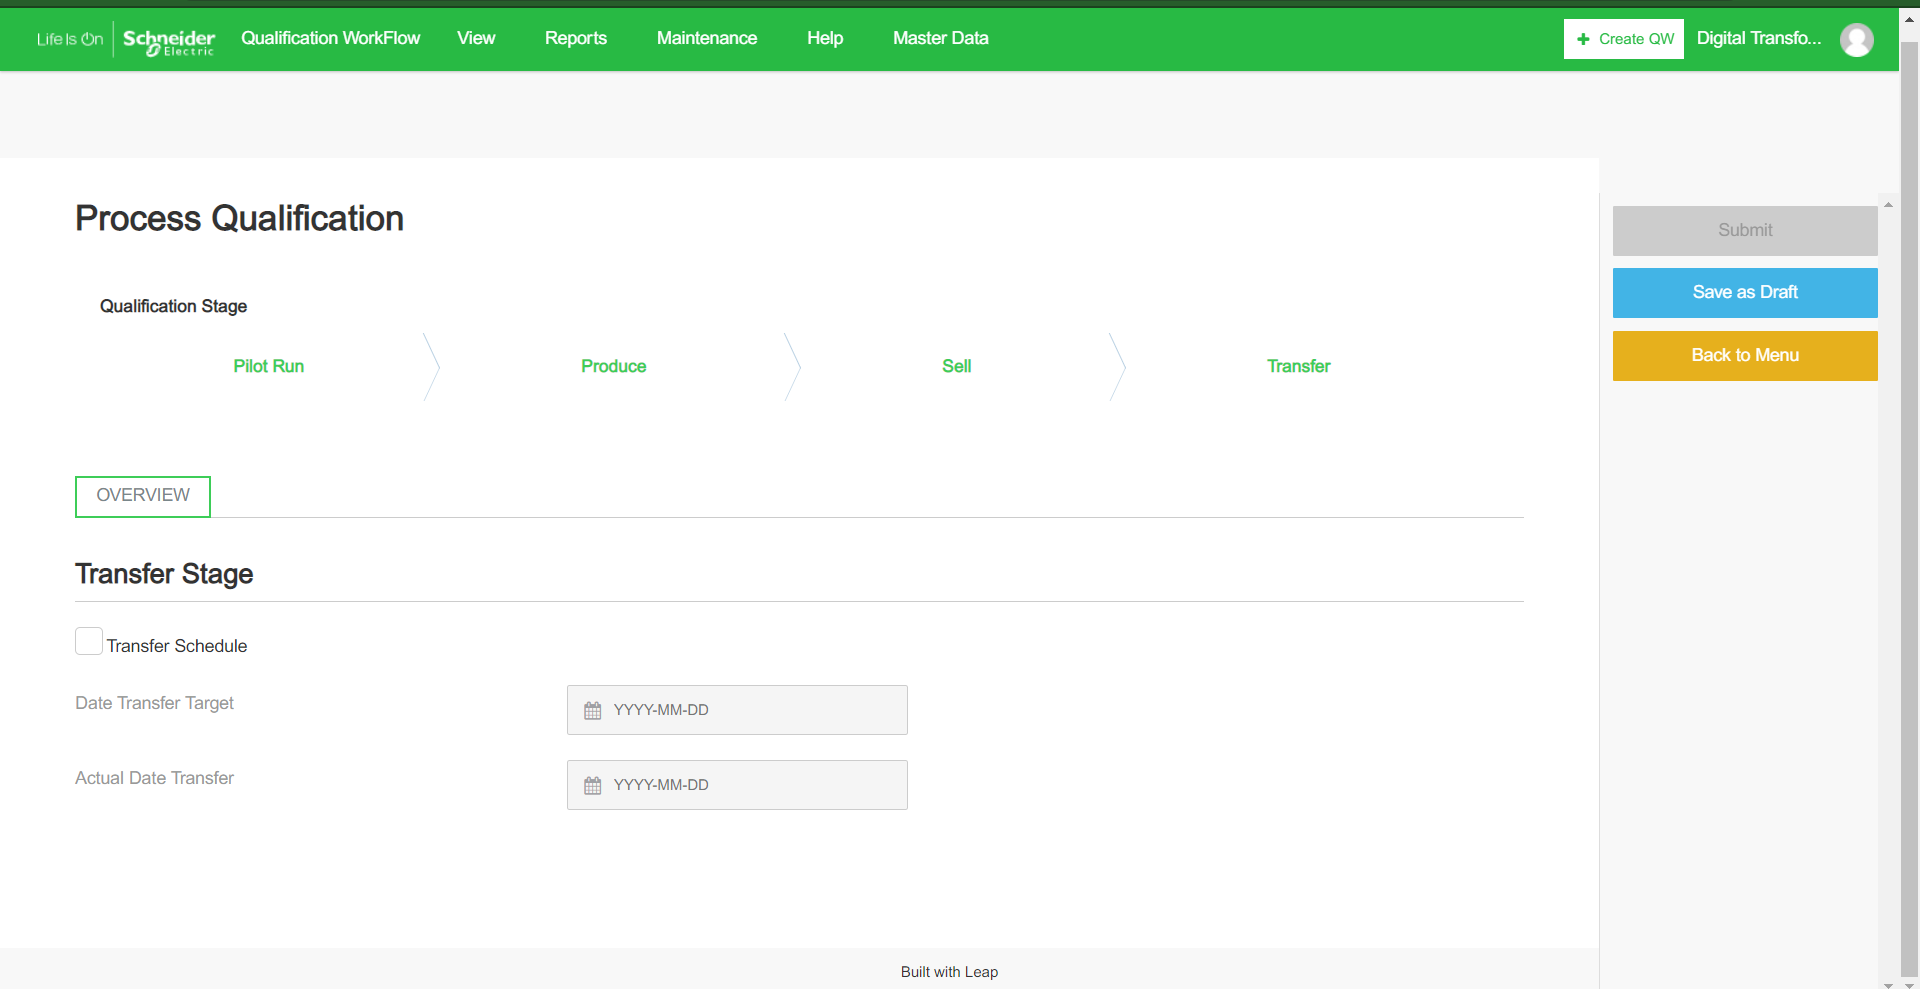 Life Is On Schneider Electric Qualification WorkFlow View Reports Maintenance Help Master Data + Create QW Digital Transfo...
Process Qualification
Submit
Save as Draft
Back to Menu
Qualification Stage
Pilot Run Produce Sell Transfer
OVERVIEW
Transfer Stage
Transfer Schedule
Date Transfer Target YYYY-MM-DD
Actual Date Transfer YYYY-MM-DD
Built with Leap